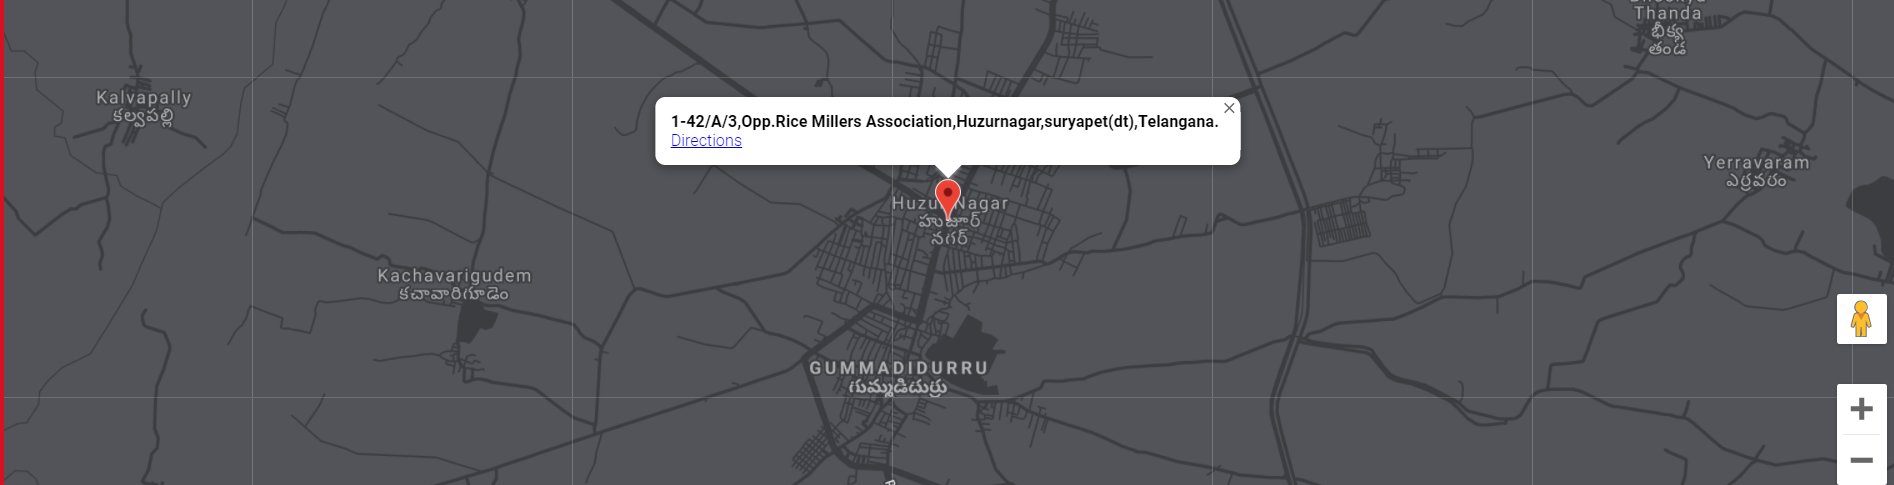 Thanda
భీక్య
తండ
Kalvapally
కల్వపల్లి
1-42/A/3,Opp.Rice Millers Association,Huzurnagar,suryapet(dt),Telangana.
Directions
Yerravaram
ఎర్రవరం
Huzur Nagar
హుజూర్
నగర్
Kachavarigudem
కచావారిగూడెం
GUMMADIDURRU
గుమ్మడిదుర్రు